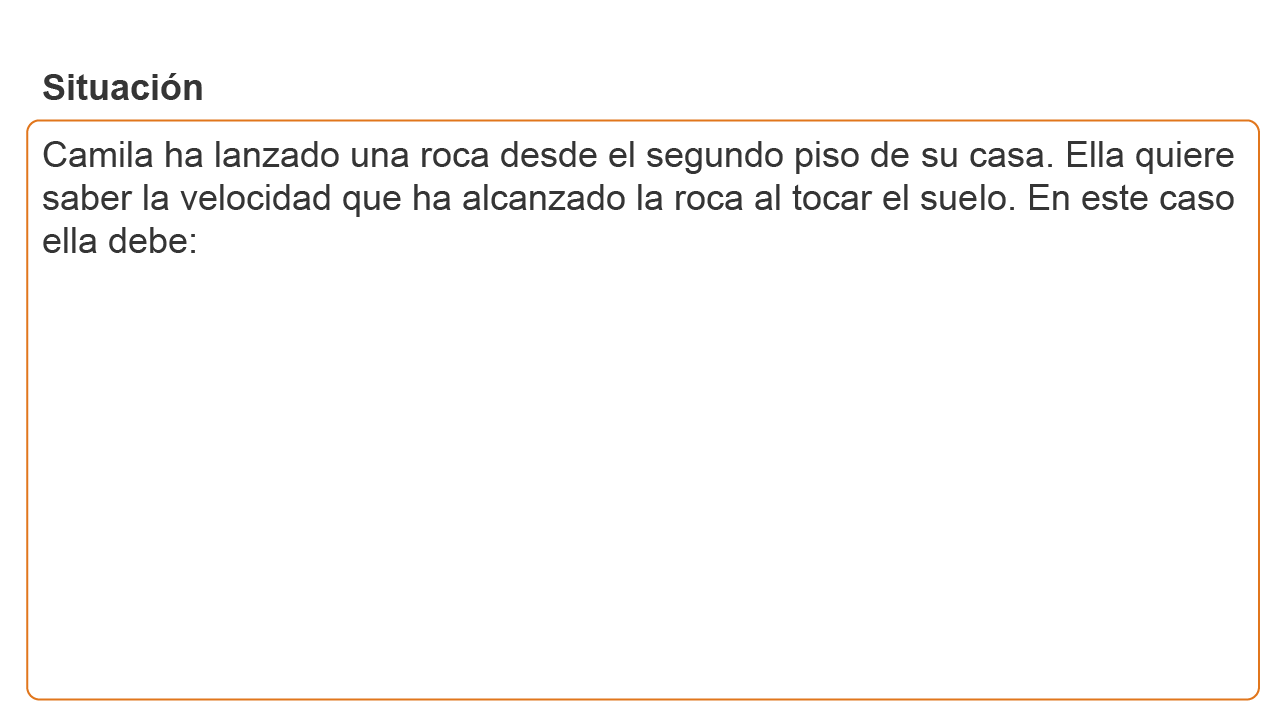 Situación
Camila ha lanzado una roca desde el segundo piso de su casa. Ella quiere
saber la velocidad que ha alcanzado la roca al tocar el suelo. En este caso
ella debe: